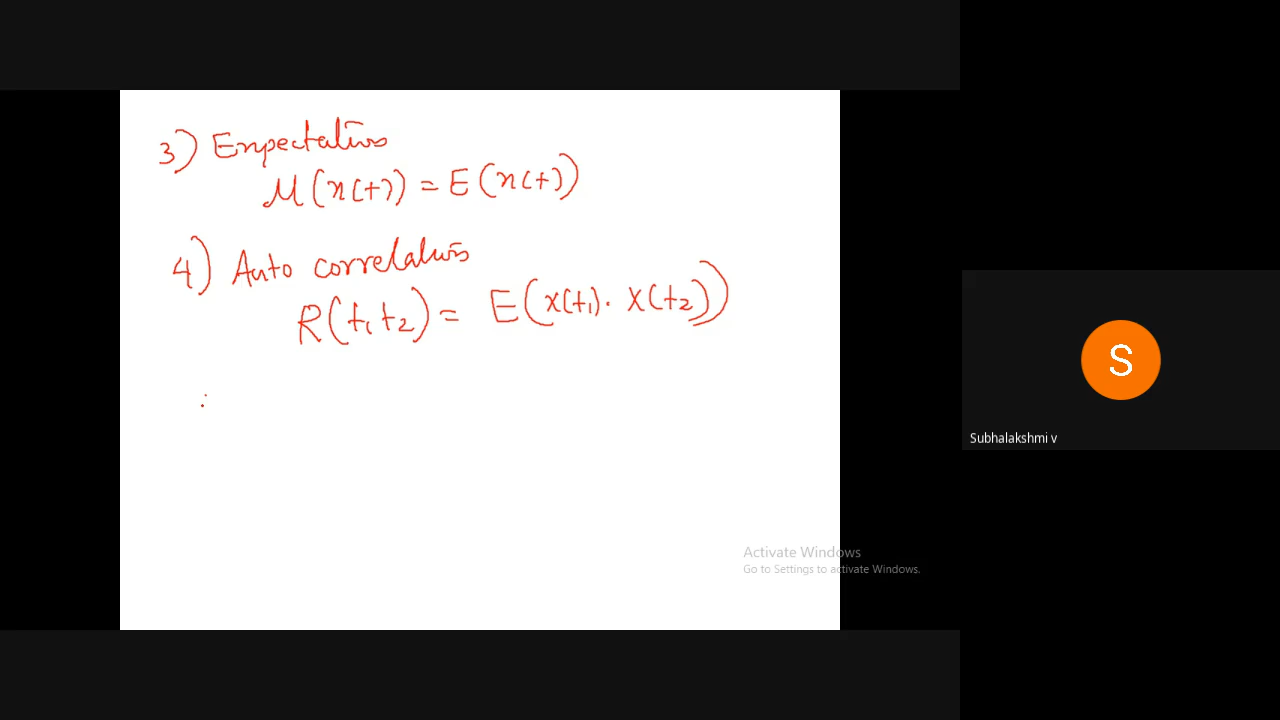 3) Expectation
M(x(t)) = E(x(t))
4) Auto correlation
R(t₁ t₂) = E(X(t₁) · X(t₂))
S
Subhalakshmi v
Activate Windows
Go to Settings to activate Windows.